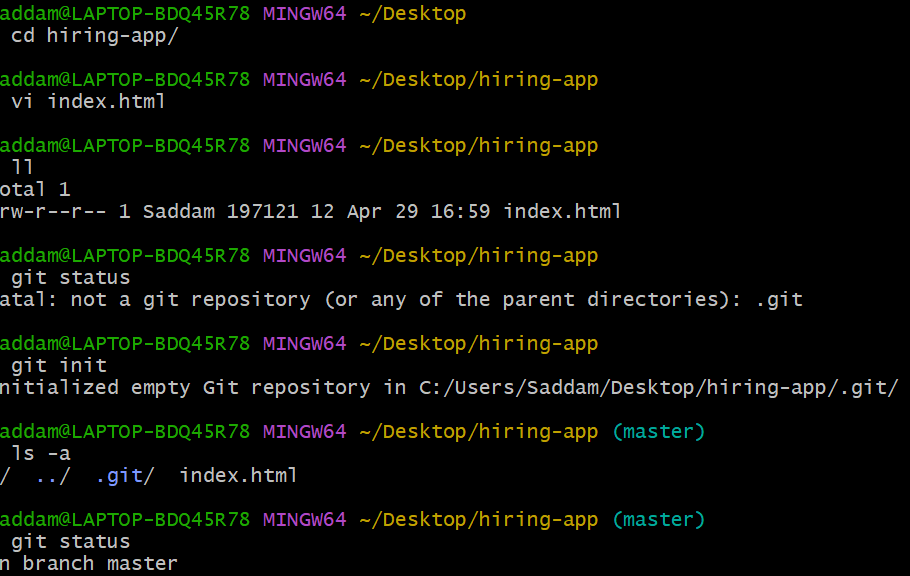 addam@LAPTOP-BDQ45R78 MINGW64 ~/Desktop
cd hiring-app/
addam@LAPTOP-BDQ45R78 MINGW64 ~/Desktop/hiring-app
vi index.html
addam@LAPTOP-BDQ45R78 MINGW64 ~/Desktop/hiring-app
ll
otal 1
rw-r--r-- 1 Saddam 197121 12 Apr 29 16:59 index.html
addam@LAPTOP-BDQ45R78 MINGW64 ~/Desktop/hiring-app
git status
atal: not a git repository (or any of the parent directories): .git
addam@LAPTOP-BDQ45R78 MINGW64 ~/Desktop/hiring-app
git init
nitialized empty Git repository in C:/Users/Saddam/Desktop/hiring-app/.git/
addam@LAPTOP-BDQ45R78 MINGW64 ~/Desktop/hiring-app (master)
ls -a
/ ../ .git/ index.html
addam@LAPTOP-BDQ45R78 MINGW64 ~/Desktop/hiring-app (master)
git status
n branch master